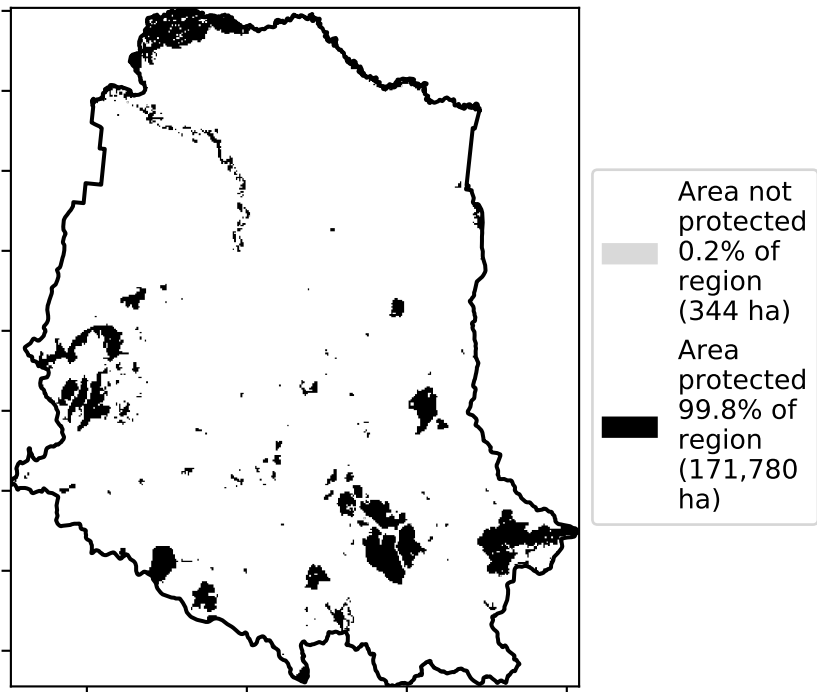 Area not
protected
0.2% of
region
(344 ha)
Area
protected
99.8% of
region
(171,780
ha)